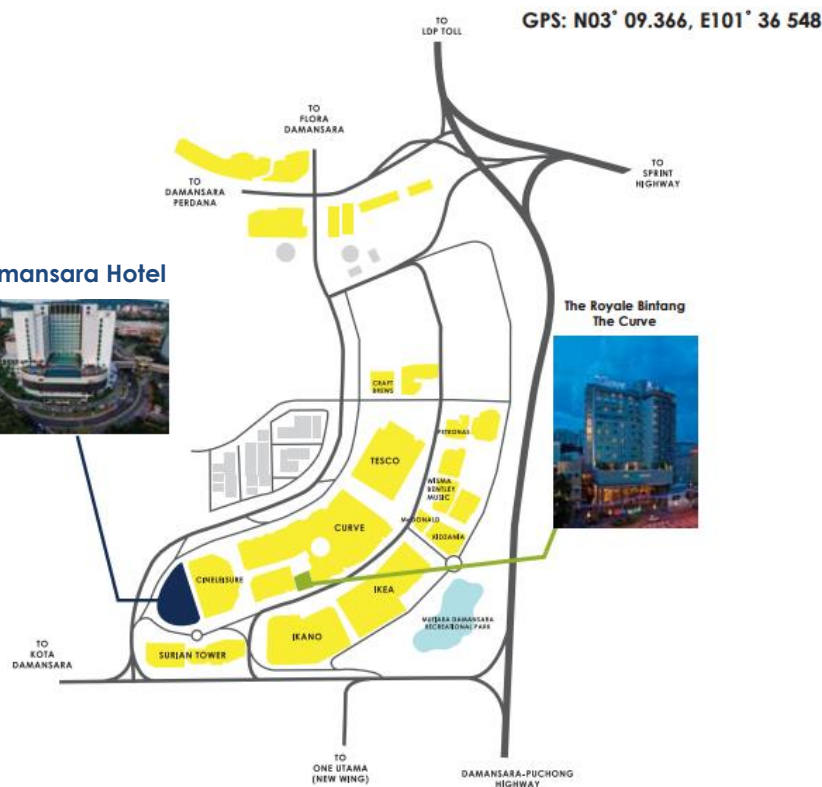 GPS: N03° 09.366, E101° 36 548
TO
LDP TOLL
TO
FLORA
DAMANSARA
TO
SPRINT
HIGHWAY
TO
DAMANSARA
PERDANA
mansara Hotel
The Royale Bintang
The Curve
CRAFT
BREWS
PETRONAS
TESCO
WISMA
BENTLEY
MUSIC
McDONALD
CURVE
KIDZANIA
CINELEISURE
IKEA
MUTIARA DAMANSARA
RECREATIONAL PARK
IKANO
SURIAN TOWER
TO
KOTA
DAMANSARA
TO
ONE UTAMA
(NEW WING)
DAMANSARA-PUCHONG
HIGHWAY